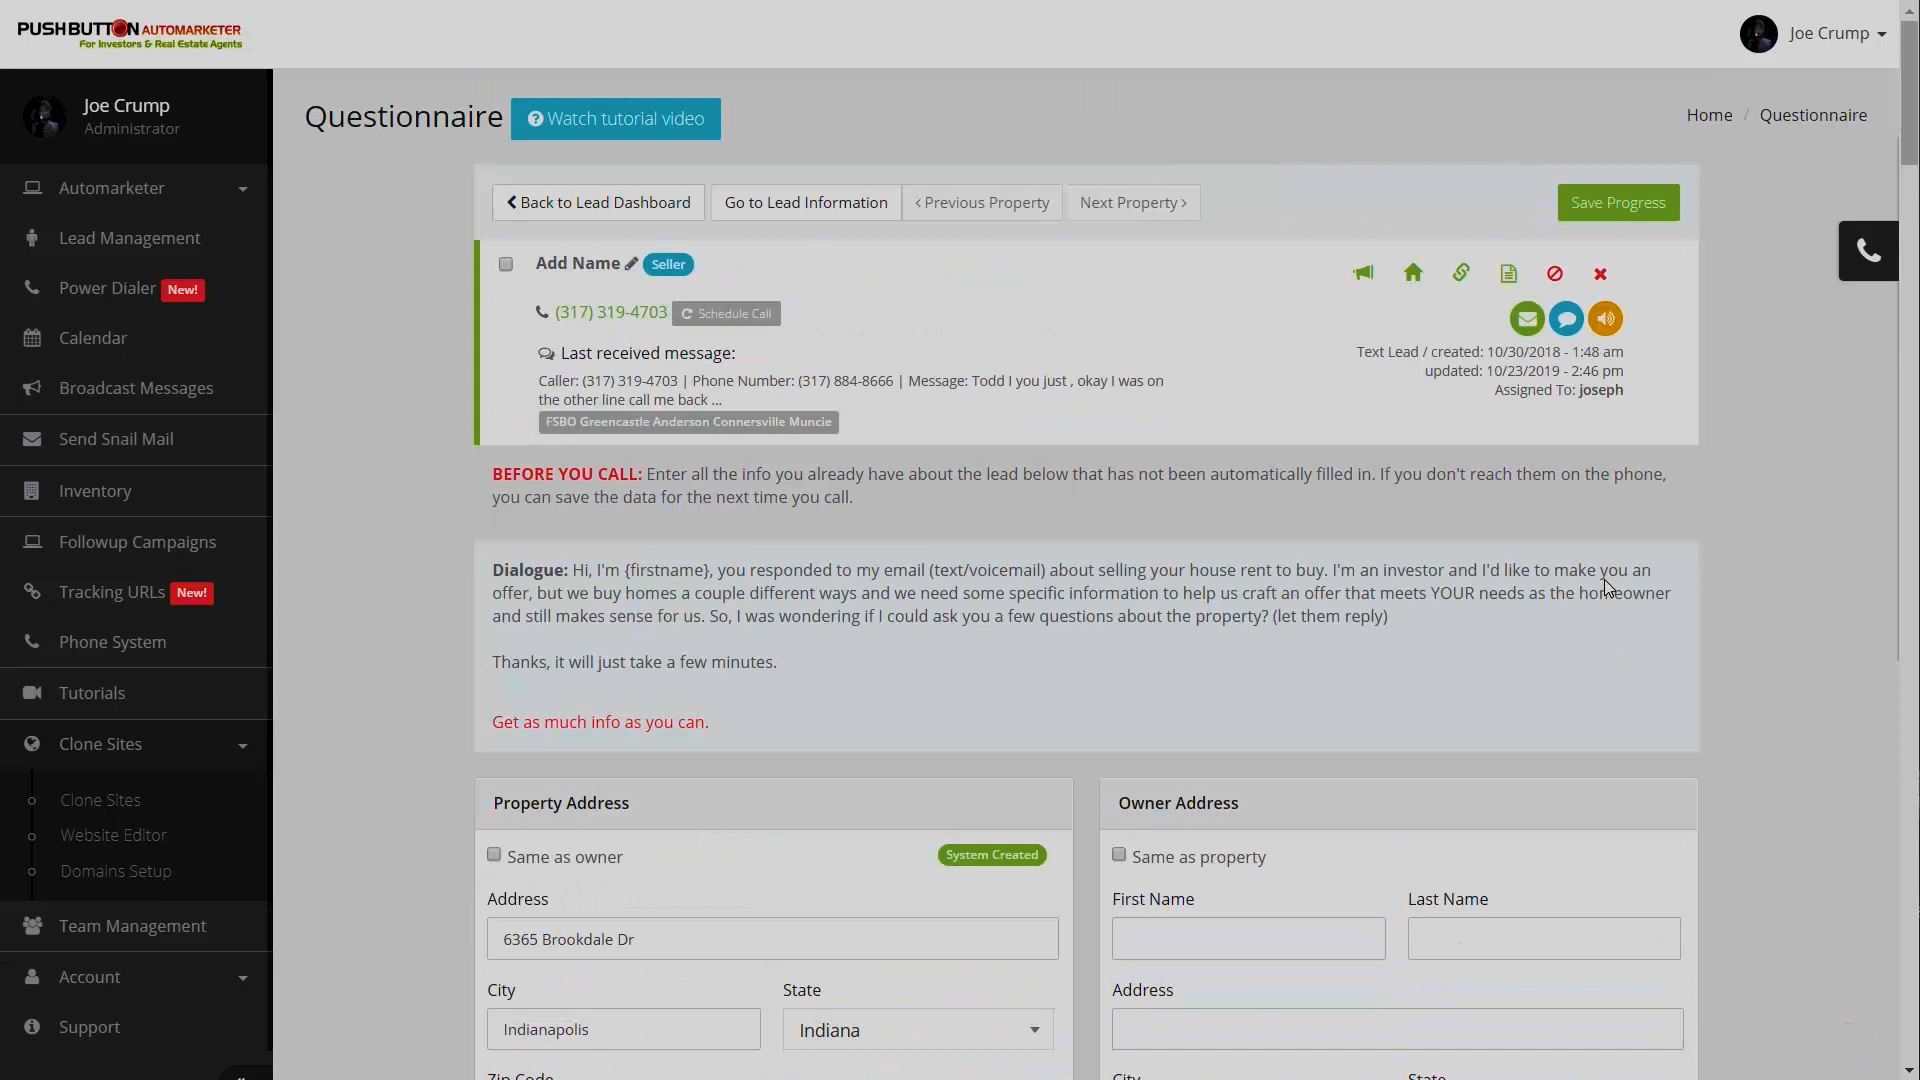 PUSHBUTTON AUTOMARKETER
For Investors & Real Estate Agents
Joe Crump
Joe Crump
Administrator
Automarketer
Lead Management
Power Dialer New!
Calendar
Broadcast Messages
Send Snail Mail
Inventory
Followup Campaigns
Tracking URLs New!
Phone System
Tutorials
Clone Sites
Clone Sites
Website Editor
Domains Setup
Team Management
Account
Support
Questionnaire Watch tutorial video
Home / Questionnaire
Back to Lead Dashboard Go to Lead Information Previous Property Next Property Save Progress
Add Name Seller
(317) 319-4703 Schedule Call
Last received message:
Caller: (317) 319-4703 | Phone Number: (317) 884-8666 | Message: Todd I you just , okay I was on
the other line call me back ...
FSBO Greencastle Anderson Connersville Muncie
Text Lead / created: 10/30/2018 - 1:48 am
updated: 10/23/2019 - 2:46 pm
Assigned To: joseph
BEFORE YOU CALL: Enter all the info you already have about the lead below that has not been automatically filled in. If you don't reach them on the phone,
you can save the data for the next time you call.
Dialogue: Hi, I'm {firstname}, you responded to my email (text/voicemail) about selling your house rent to buy. I'm an investor and I'd like to make you an
offer, but we buy homes a couple different ways and we need some specific information to help us craft an offer that meets YOUR needs as the homeowner
and still makes sense for us. So, I was wondering if I could ask you a few questions about the property? (let them reply)
Thanks, it will just take a few minutes.
Get as much info as you can.
Property Address
Same as owner System Created
Address
6365 Brookdale Dr
City State
Indianapolis Indiana
Zip Code
Owner Address
Same as property
First Name Last Name
Address
City State